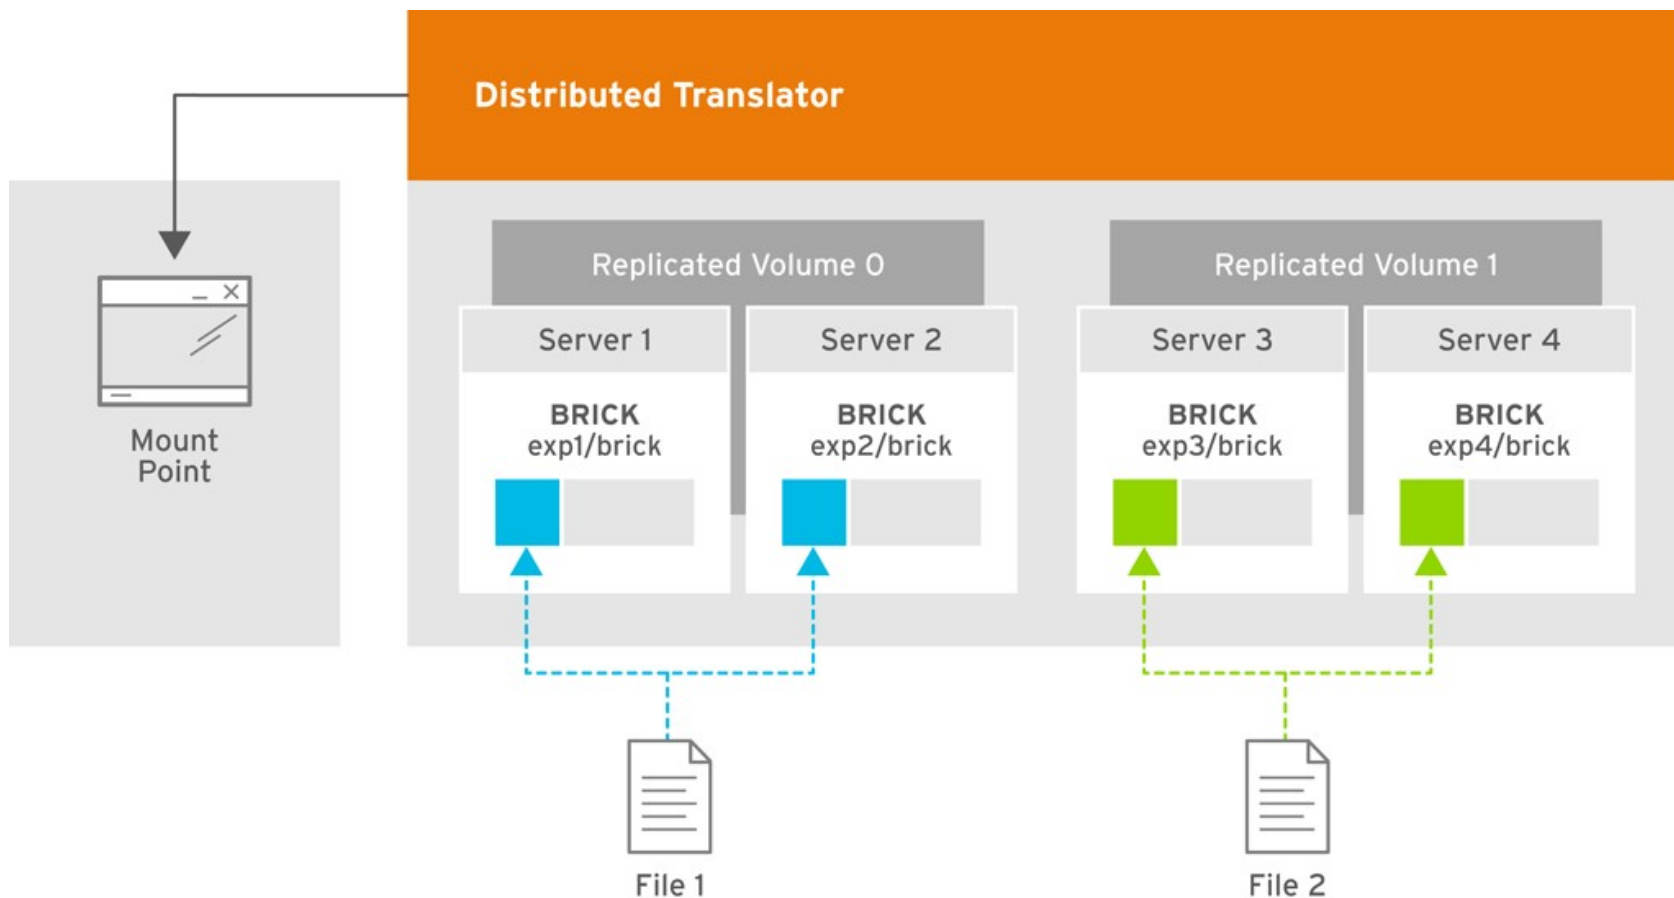 Distributed Translator
Mount
Point
Replicated Volume 0
Replicated Volume 1
Server 1
Server 2
Server 3
Server 4
BRICK
exp1/brick
BRICK
exp2/brick
BRICK
exp3/brick
BRICK
exp4/brick
File 1
File 2